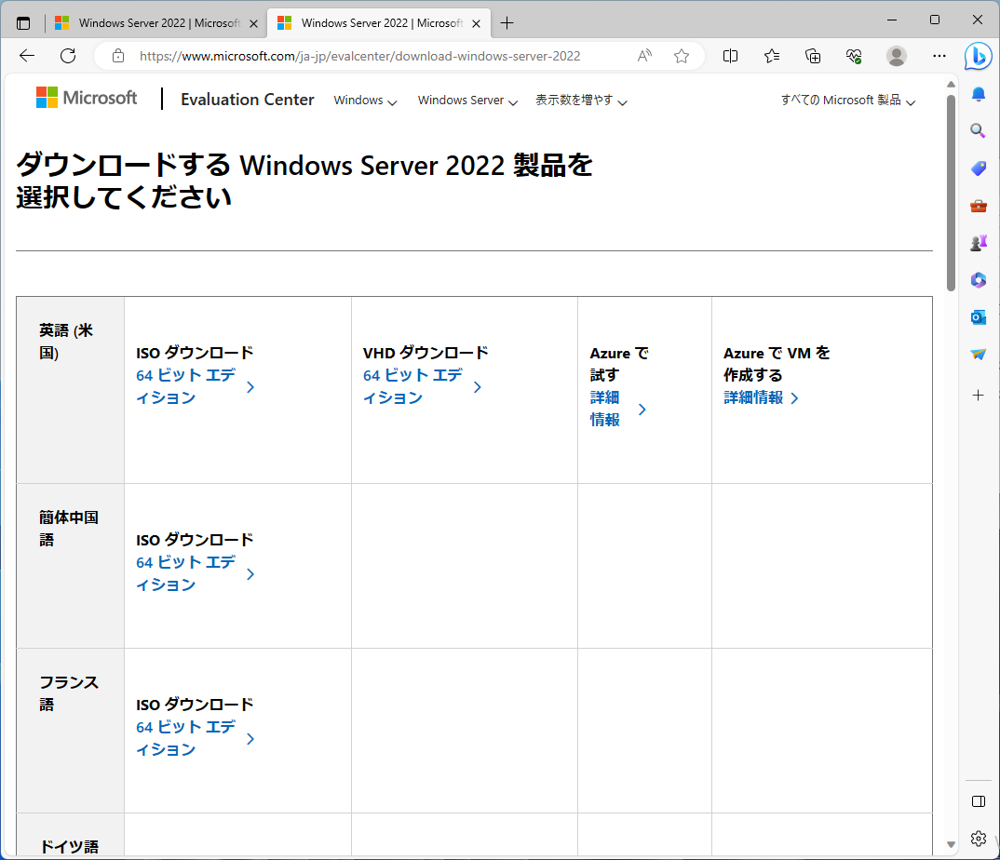 Windows Server 2022 | Microsoft
Windows Server 2022 | Microsoft
https://www.microsoft.com/ja-jp/evalcenter/download-windows-server-2022
Microsoft
Evaluation Center
Windows
Windows Server
表示数を増やす
すべての Microsoft 製品
ダウンロードする Windows Server 2022 製品を
選択してください
英語 (米
国)
ISO ダウンロード
64 ビット エデ
ィション
VHD ダウンロード
64 ビット エデ
ィション
Azure で
試す
詳細
情報
Azure で VM を
作成する
詳細情報
簡体中国
語
ISO ダウンロード
64 ビット エデ
ィション
フランス
語
ISO ダウンロード
64 ビット エデ
ィション
ドイツ語